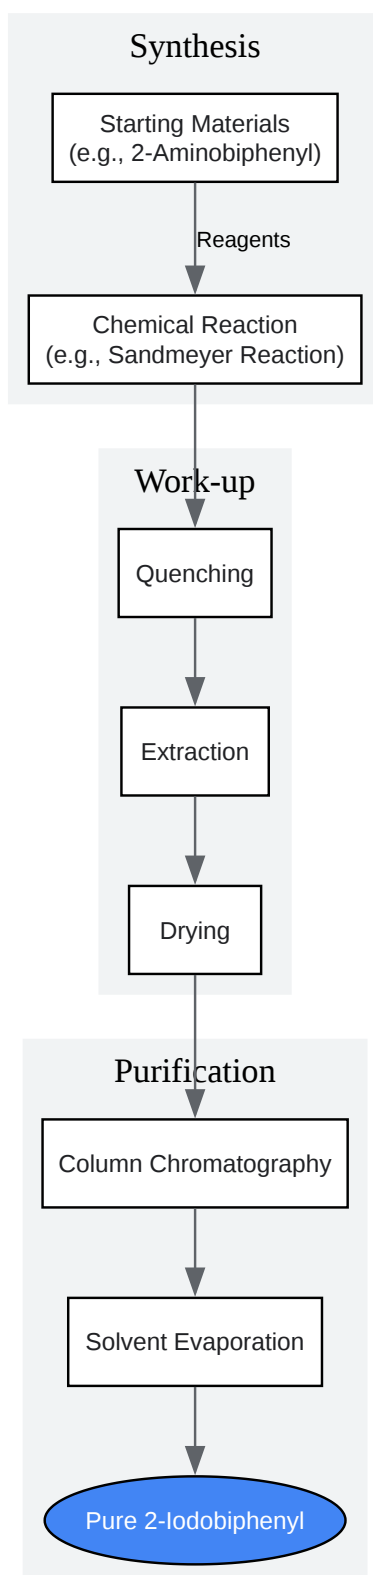 Synthesis
Starting Materials
(e.g., 2-Aminobiphenyl)
Reagents
Chemical Reaction
(e.g., Sandmeyer Reaction)
Work-up
Quenching
Extraction
Drying
Purification
Column Chromatography
Solvent Evaporation
Pure 2-Iodobiphenyl